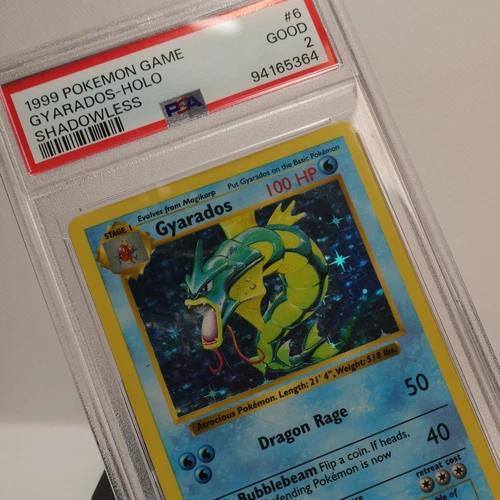 1999 POKEMON GAME #6
GYARADOS-HOLO GOOD
SHADOWLESS 2
94165364
PSA
Evolves from Magikarp Put Gyarados on the Basic Pokémon
STAGE 1
Gyarados 100 HP
Atrocious Pokémon. Length: 21' 4", Weight: 518 lbs.
Dragon Rage 50
Bubblebeam Flip a coin. If heads, 40
Pokémon is now
retreat cost